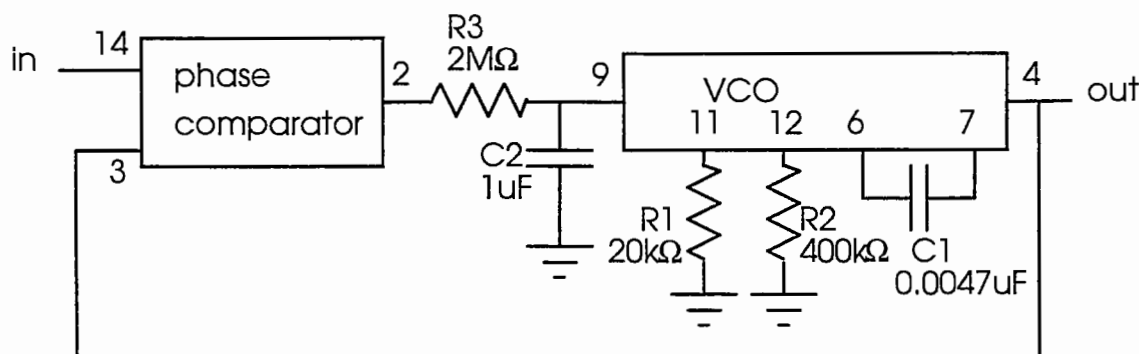 in
14
phase
comparator
3
2
R3
2MΩ
C2
1uF
9
VCO
11
12
6
7
4
out
R1
20kΩ
R2
400kΩ
C1
0.0047uF